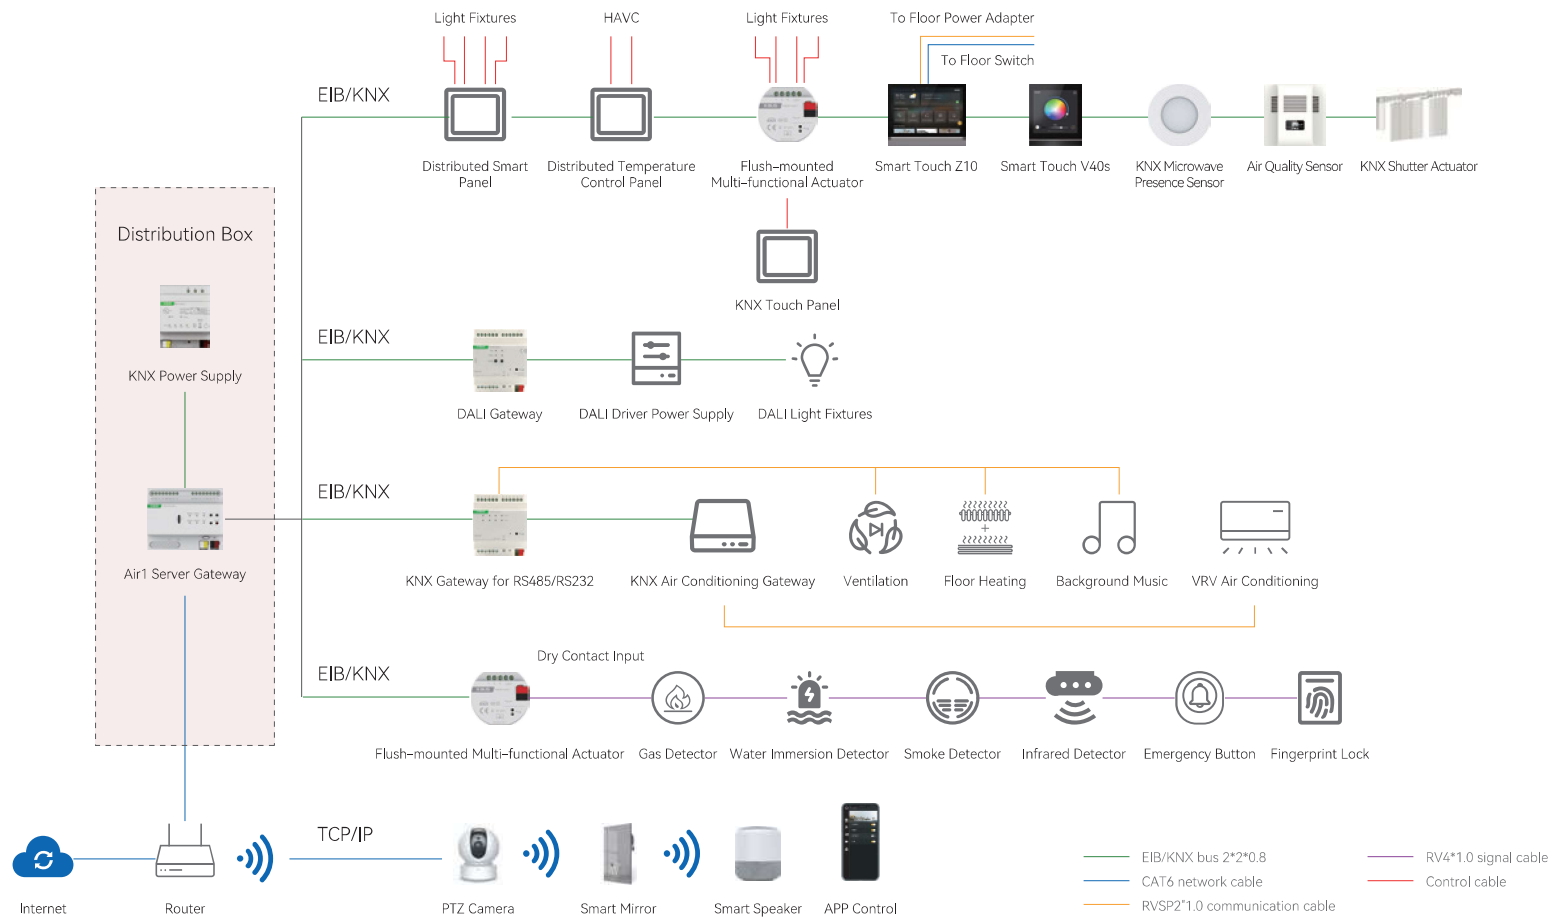 Light Fixtures
HAVC
Light Fixtures
To Floor Power Adapter
To Floor Switch
EIB/KNX
Distributed Smart
Panel
Distributed Temperature
Control Panel
Flush-mounted
Multi-functional Actuator
Smart Touch Z10
Smart Touch V40s
KNX Microwave
Presence Sensor
Air Quality Sensor
KNX Shutter Actuator
Distribution Box
KNX Touch Panel
KNX Power Supply
EIB/KNX
DALI Gateway
DALI Driver Power Supply
DALI Light Fixtures
EIB/KNX
Air1 Server Gateway
KNX Gateway for RS485/RS232
KNX Air Conditioning Gateway
Ventilation
Floor Heating
Background Music
VRV Air Conditioning
EIB/KNX
Dry Contact Input
Flush-mounted Multi-functional Actuator
Gas Detector
Water Immersion Detector
Smoke Detector
Infrared Detector
Emergency Button
Fingerprint Lock
TCP/IP
Internet
Router
PTZ Camera
Smart Mirror
Smart Speaker
APP Control
EIB/KNX bus 2*2*0.8
CAT6 network cable
RVSP2*1.0 communication cable
RV4*1.0 signal cable
Control cable